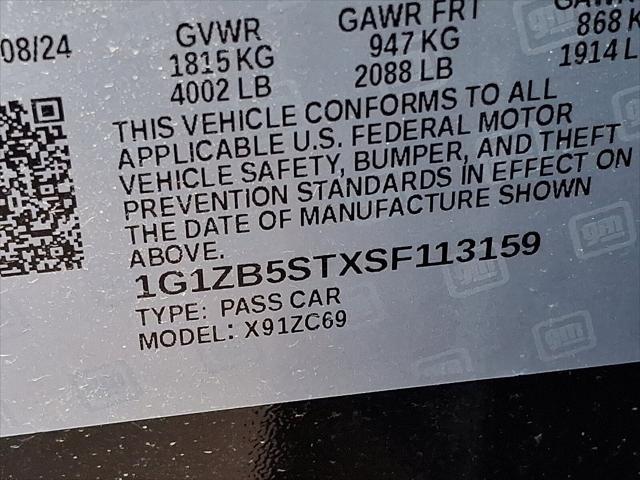 08/24
GVWR
1815 KG
4002 LB
GAWR FRT
947 KG
2088 LB
868 K
1914 L
THIS VEHICLE CONFORMS TO ALL
APPLICABLE U.S. FEDERAL MOTOR
VEHICLE SAFETY, BUMPER, AND THEFT
PREVENTION STANDARDS IN EFFECT ON
THE DATE OF MANUFACTURE SHOWN
ABOVE.
1G1ZB5STXSF113159
TYPE: PASS CAR
MODEL: X91ZC69
gm